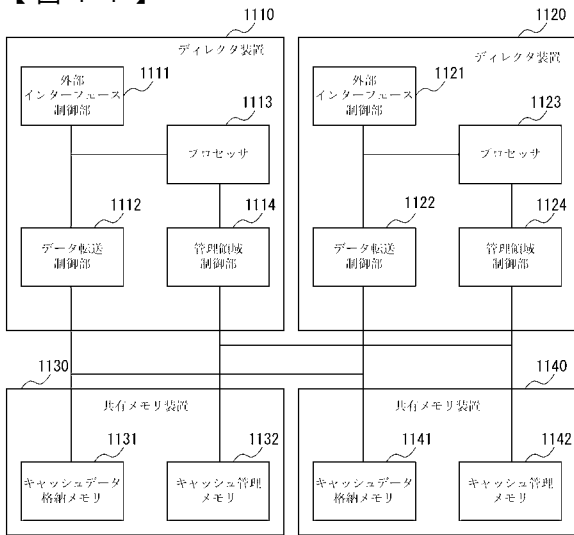 【図11】
1110
1120
ディレクタ装置
ディレクタ装置
外部
インターフェース
制御部
1111
外部
インターフェース
制御部
1121
1113
プロセッサ
1123
プロセッサ
1112
データ転送
制御部
1114
管理領域
制御部
1122
データ転送
制御部
1124
管理領域
制御部
1130
1140
共有メモリ装置
共有メモリ装置
1131
キャッシュデータ
格納メモリ
1132
キャッシュ管理
メモリ
1141
キャッシュデータ
格納メモリ
1142
キャッシュ管理
メモリ